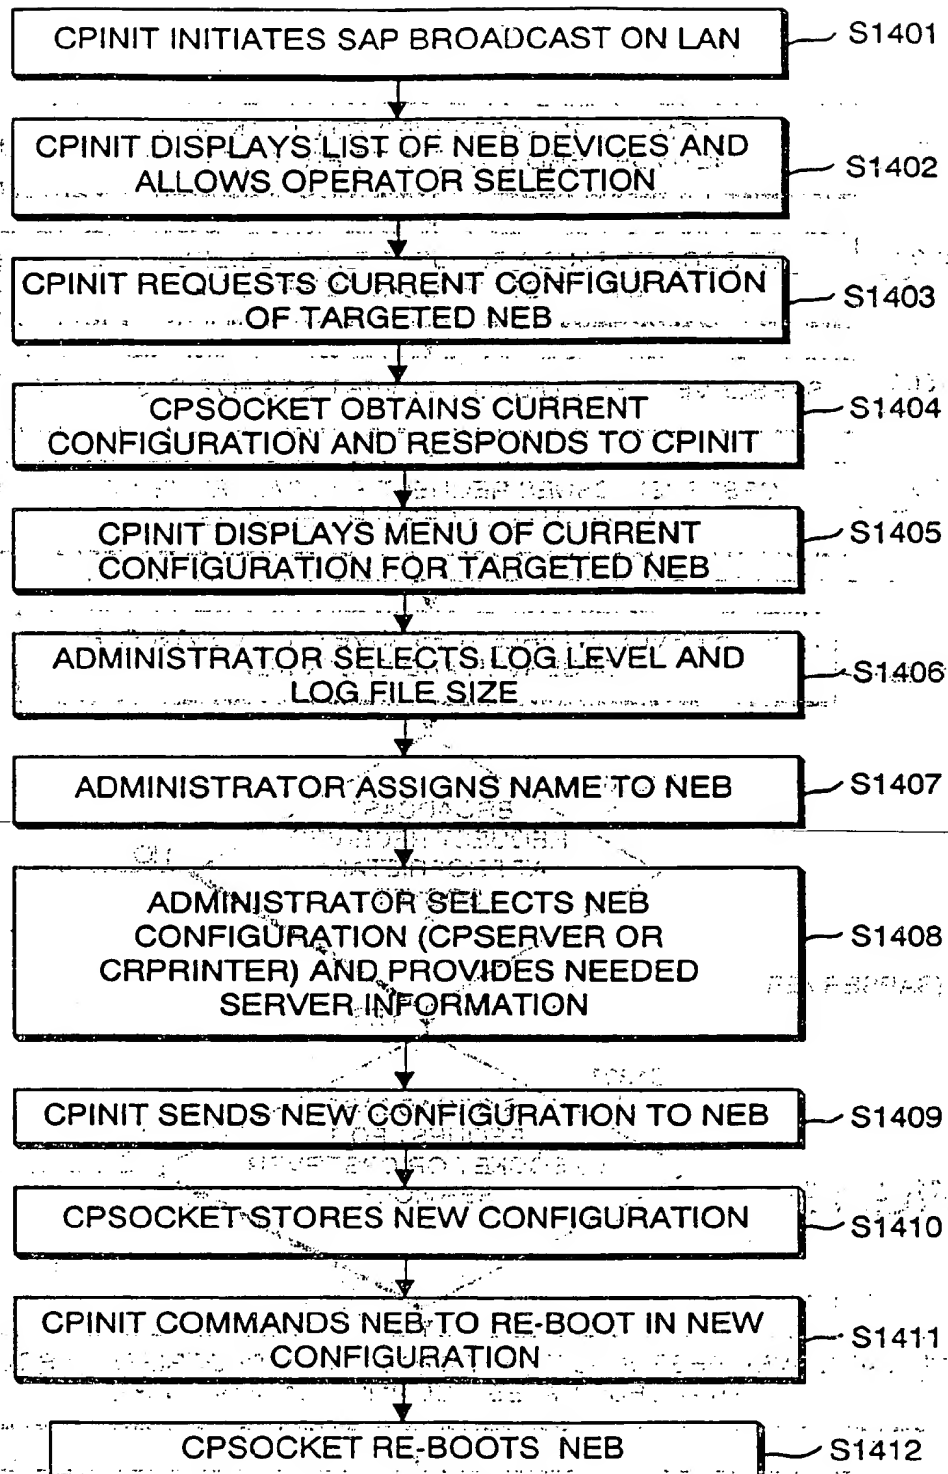 CPINIT INITIATES SAP BROADCAST ON LAN
S1401
CPINIT DISPLAYS LIST OF NEB DEVICES AND
ALLOWS OPERATOR SELECTION
S1402
CPINIT REQUESTS CURRENT CONFIGURATION
OF TARGETED NEB
S1403
CPSOCKET OBTAINS CURRENT
CONFIGURATION AND RESPONDS TO CPINIT
S1404
CPINIT DISPLAYS MENU OF CURRENT
CONFIGURATION FOR TARGETED NEB
S1405
ADMINISTRATOR SELECTS LOG LEVEL AND
LOG FILE SIZE
S1406
ADMINISTRATOR ASSIGNS NAME TO NEB
S1407
ADMINISTRATOR SELECTS NEB
CONFIGURATION (CPSERVER OR
CRPRINTER) AND PROVIDES NEEDED
SERVER INFORMATION
S1408
CPINIT SENDS NEW CONFIGURATION TO NEB
S1409
CPSOCKET STORES NEW CONFIGURATION
S1410
CPINIT COMMANDS NEB TO RE-BOOT IN NEW
CONFIGURATION
S1411
CPSOCKET RE-BOOTS NEB
S1412